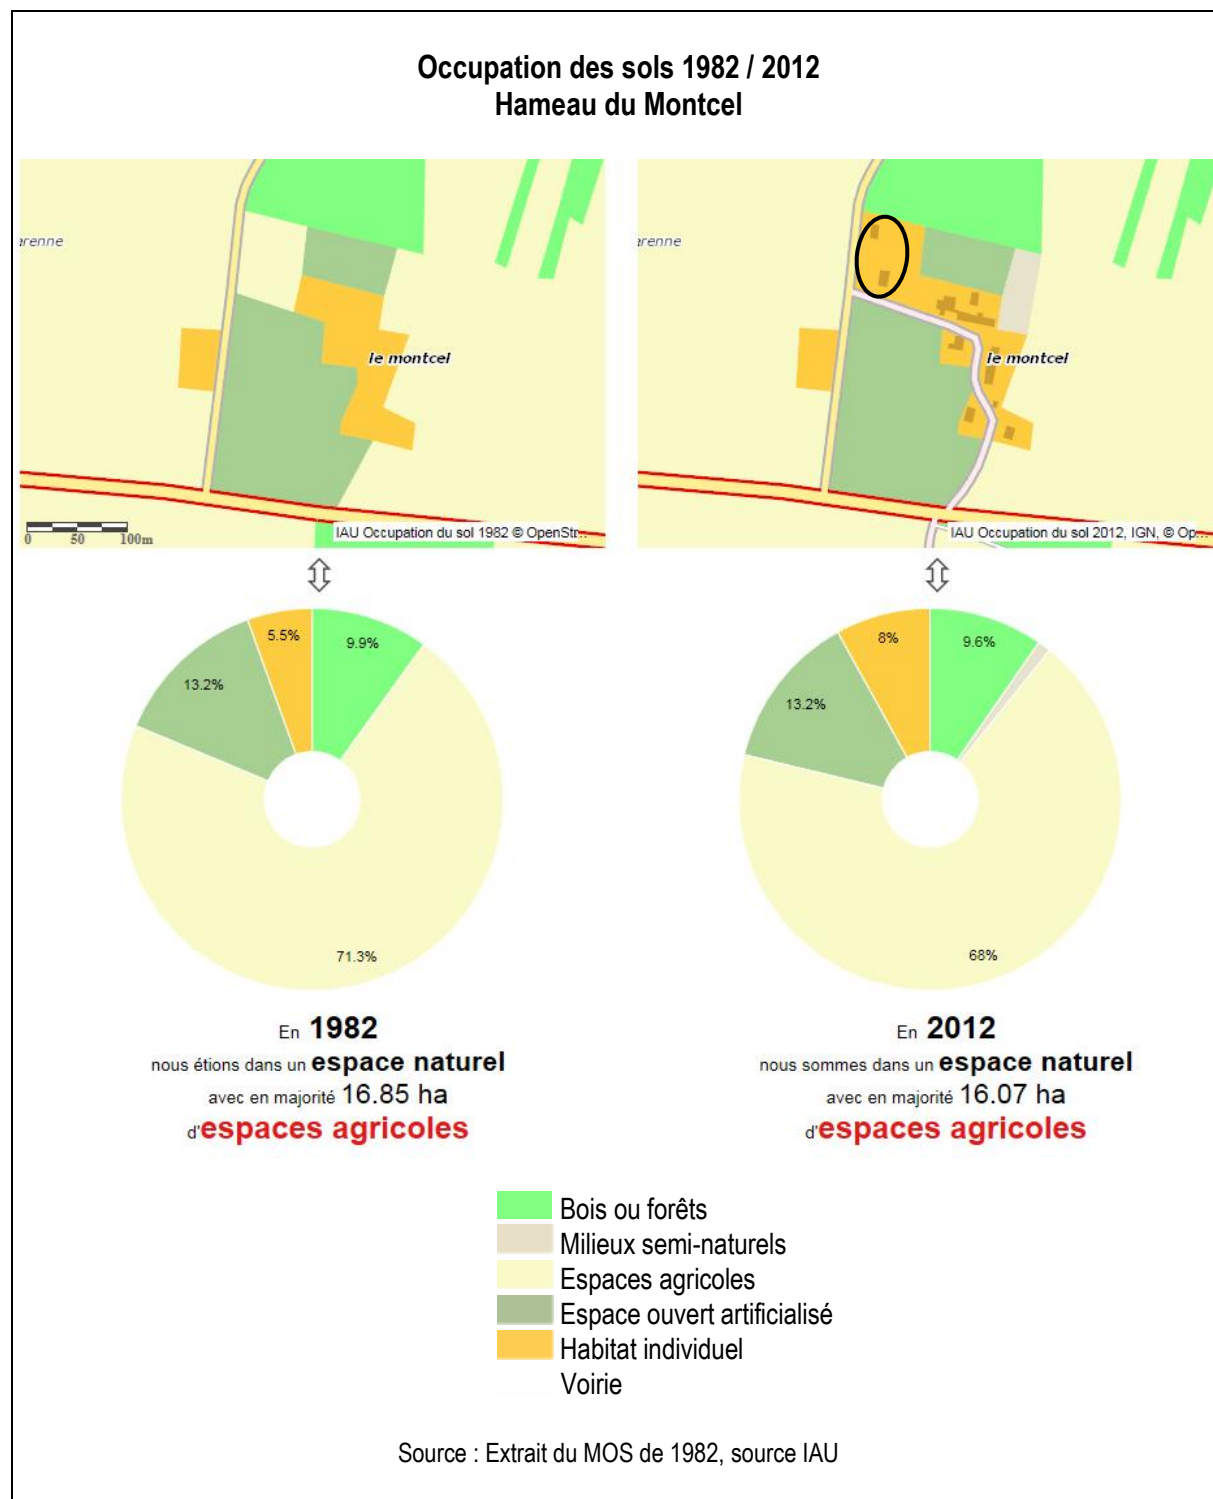 Occupation des sols 1982 / 2012
Hameau du Montcel
arenne
le montcel
0 50 100m
IAU Occupation du sol 1982 © OpenStr...
arenne
le montcel
IAU Occupation du sol 2012, IGN, © Op...
5.5%
9.9%
13.2%
71.3%
8%
9.6%
13.2%
68%
En 1982
nous étions dans un espace naturel
avec en majorité 16.85 ha
d'espaces agricoles
En 2012
nous sommes dans un espace naturel
avec en majorité 16.07 ha
d'espaces agricoles
Bois ou forêts
Milieux semi-naturels
Espaces agricoles
Espace ouvert artificialisé
Habitat individuel
Voirie
Source : Extrait du MOS de 1982, source IAU